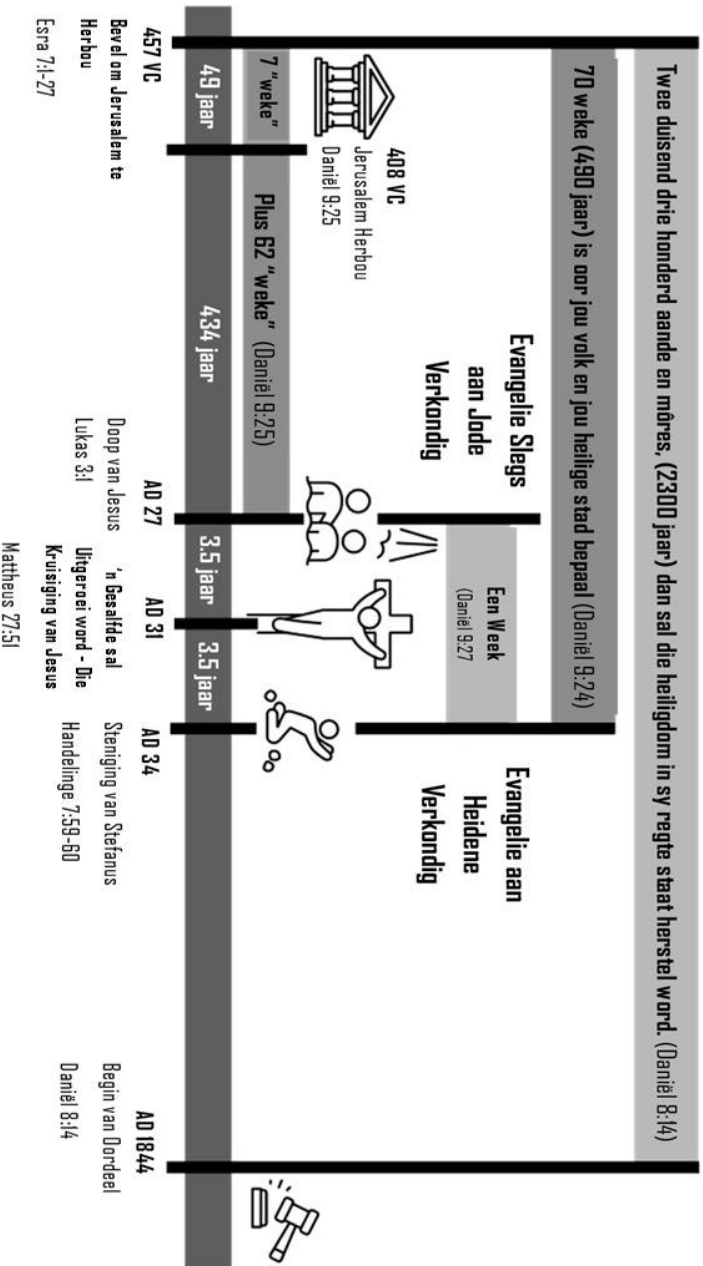 Twee duisend drie honderd aande en môres, (2300 jaar) dan sal die heiligdom in sy regte staat herstel word. (Daniël 8:14)
70 weke (490 jaar) is oor jou volk en jou heilige stad bepaal (Daniël 9:24)
Evangelie Slegs
aan Jode
Verkondig
Een Week
(Daniël 9:27
Evangelie aan
Heidene
Verkondig
408 VC
Jerusalem Herbou
Daniël 9:25
7 "weke"
Plus 62 "weke" (Daniël 9:25)
49 jaar
434 jaar
3.5 jaar
3.5 jaar
457 VC
Bevel om Jerusalem te
Herbou
Esra 7:1-27
AD 27
Doop van Jesus
Lukas 3:1
AD 31
'n Gesalfde sal
Uitgeroei word - Die
Kruisiging van Jesus
Mattheus 27:51
AD 34
Steniging van Stefanus
Handelinge 7:59-60
AD 1844
Begin van Oordeel
Daniël 8:14